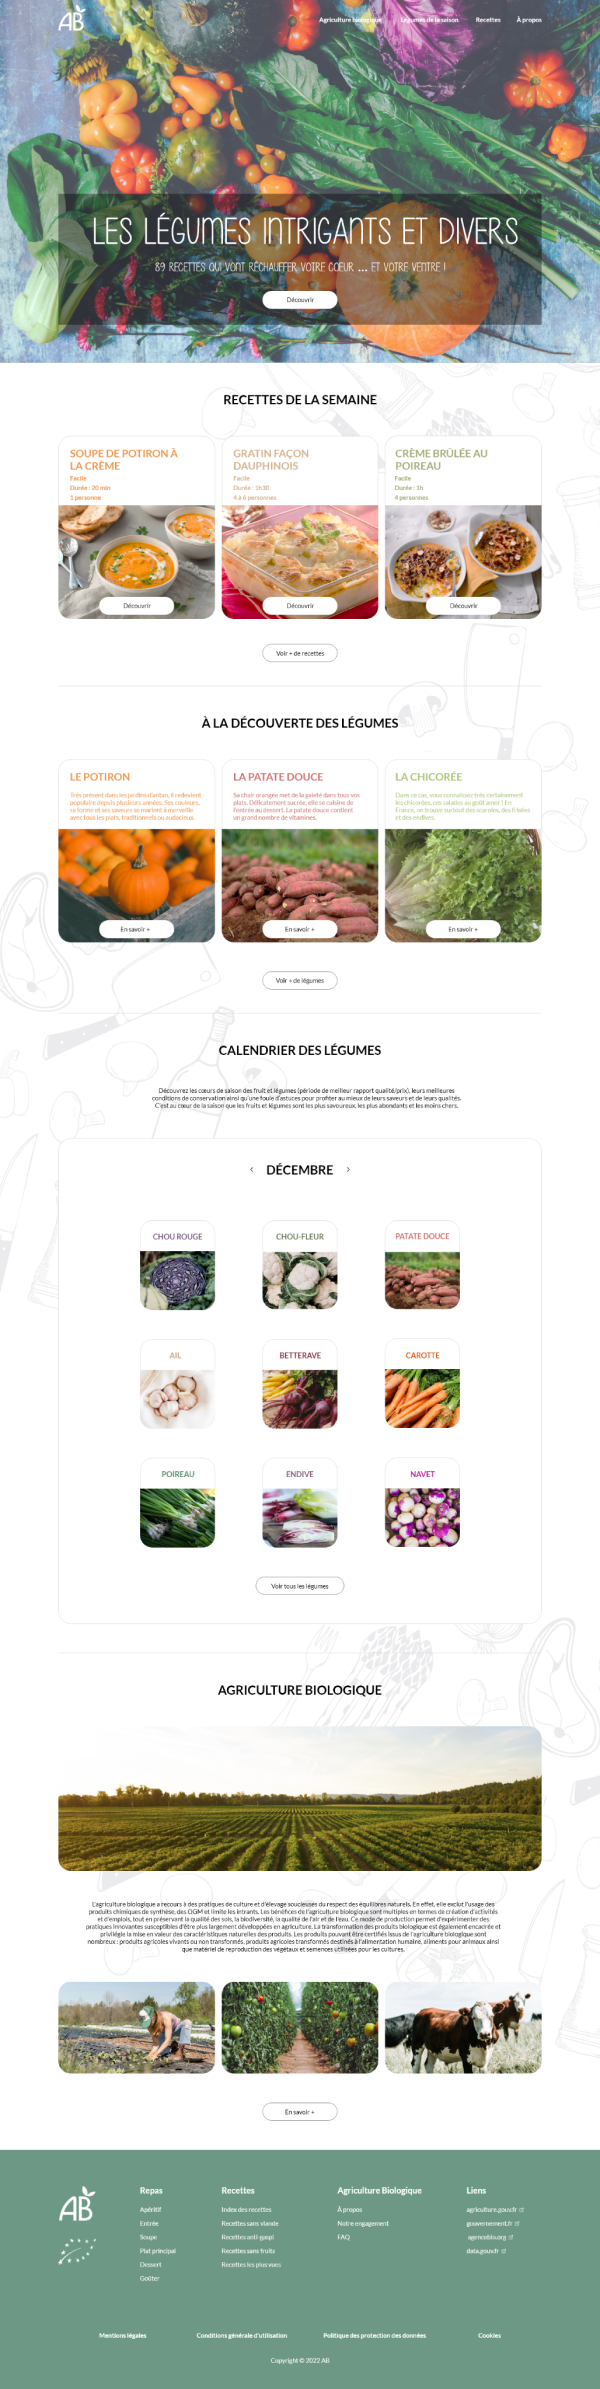 AB
Agriculture biologique
Légumes de la saison
Recettes
À propos
LES LÉGUMES INTRIGANTS ET DIVERS
89 RECETTES QUI VONT RÉCHAUFFER VOTRE COEUR ... ET VOTRE VENTRE !
Découvrir
RECETTES DE LA SEMAINE
SOUPE DE POTIRON À
LA CRÈME
Facile
Durée : 20 min
1 personne
Découvrir
GRATIN FAÇON
DAUPHINOIS
Facile
Durée : 1h30
4 à 6 personnes
Découvrir
CRÈME BRÛLÉE AU
POIREAU
Facile
Durée : 1h
4 personnes
Découvrir
Voir + de recettes
À LA DÉCOUVERTE DES LÉGUMES
LE POTIRON
Très présent dans les jardins d'antan, il redevient
populaire depuis plusieurs années. Ses couleurs,
sa forme et ses saveurs se marient à merveille
avec tous les plats, traditionnels ou audacieux.
En savoir +
LA PATATE DOUCE
Sa chair orangée met de la gaieté dans tous vos
plats. Délicatement sucrée, elle se cuisine de
l'entrée au dessert. La patate douce contient
un grand nombre de vitamines.
En savoir +
LA CHICORÉE
Dans ce cas, vous connaissez très certainement
les chicorées, ces salades au goût amer ! En
France, on trouve surtout des scaroles, des frisées
et des endives.
En savoir +
Voir + de légumes
CALENDRIER DES LÉGUMES
Découvrez les cœurs de saison des fruit et légumes (période de meilleur rapport qualité/prix), leurs meilleures
conditions de conservation ainsi qu'une foule d'astuces pour profiter au mieux de leurs saveurs et de leurs qualités.
C'est au cœur de la saison que les fruits et légumes sont les plus savoureux, les plus abondants et les moins chers.
DÉCEMBRE
CHOU ROUGE
CHOU-FLEUR
PATATE DOUCE
AIL
BETTERAVE
CAROTTE
POIREAU
ENDIVE
NAVET
Voir tous les légumes
AGRICULTURE BIOLOGIQUE
L'agriculture biologique a recours à des pratiques de culture et d'élevage soucieuses du respect des équilibres naturels. En effet, elle exclut l'usage des
produits chimiques de synthèse, des OGM et limite les intrants. Les bénéfices de l'agriculture biologique sont multiples en termes de création d'activités
et d'emplois, tout en préservant la qualité des sols, la biodiversité, la qualité de l'air et de l'eau. Ce mode de production permet d'expérimenter des
pratiques innovantes susceptibles d'être plus largement développées en agriculture. La transformation des produits biologique est également encadrée et
privilégie la mise en valeur des caractéristiques naturelles des produits. Les produits pouvant être certifiés issus de l'agriculture biologique sont
nombreux : produits agricoles vivants ou non transformés, produits agricoles transformés destinés à l'alimentation humaine, aliments pour animaux ainsi
que matériel de reproduction des végétaux et semences utilisées pour les cultures.
En savoir +
AB
Repas
Apéritif
Entrée
Soupe
Plat principal
Dessert
Goûter
Recettes
Index des recettes
Recettes sans viande
Recettes anti-gaspi
Recettes sans fruits
Recettes les plus vues
Agriculture Biologique
À propos
Notre engagement
FAQ
Liens
agriculture.gouv.fr
gouvernement.fr
agencebio.org
data.gouv.fr
Mentions légales
Conditions générale d'utilisation
Politique des protection des données
Cookies
Copyright © 2022 AB